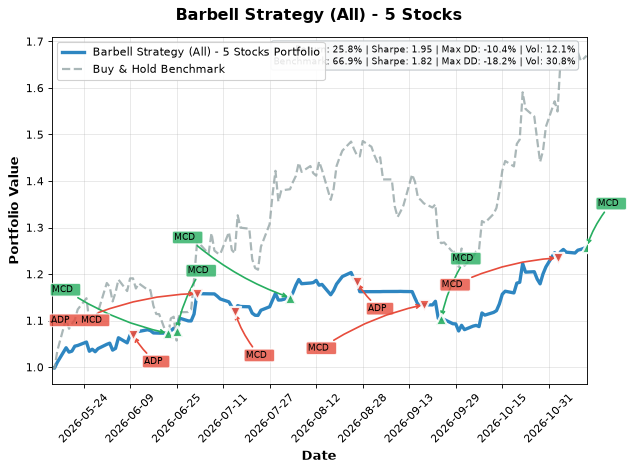 Barbell Strategy (All) - 5 Stocks
Barbell Strategy (All) - 5 Stocks Portfolio
Buy & Hold Benchmark
: 25.8% | Sharpe: 1.95 | Max DD: -10.4% | Vol: 12.1%
Benchmark: 66.9% | Sharpe: 1.82 | Max DD: -18.2% | Vol: 30.8%
Portfolio Value
1.7
1.6
1.5
1.4
1.3
1.2
1.1
1.0
MCD
MCD
MCD
MCD
MCD
MCD
ADP, MCD
ADP
MCD
MCD
ADP
2026-05-24
2026-06-09
2026-06-25
2026-07-11
2026-07-27
2026-08-12
2026-08-28
2026-09-13
2026-09-29
2026-10-15
2026-10-31
Date